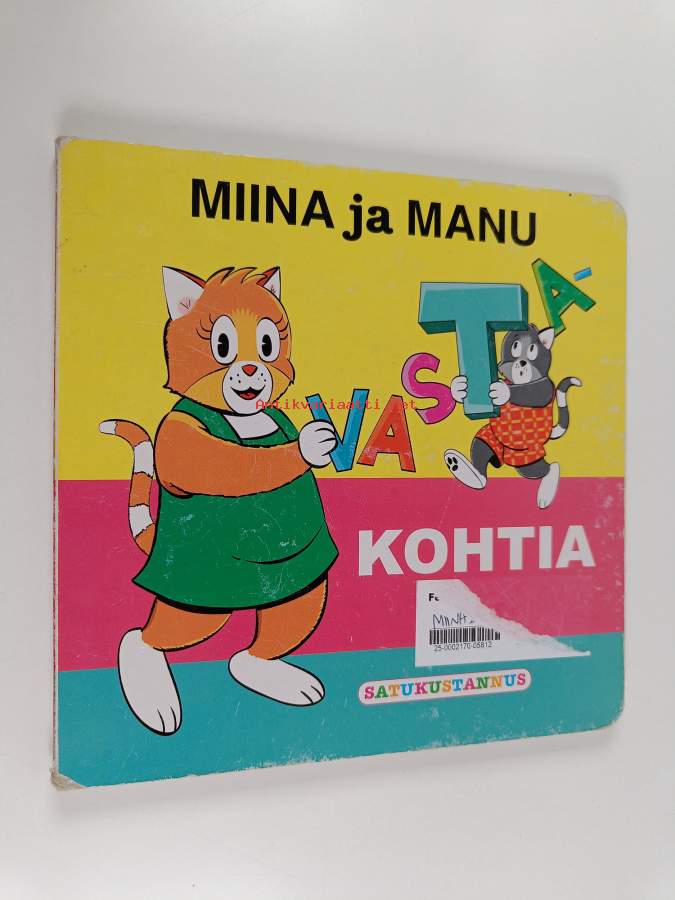 MIINA ja MANU
VASTA-
Antikvariaatti.net
KOHTIA
25-0002170-05812
SATUKUSTANNUS